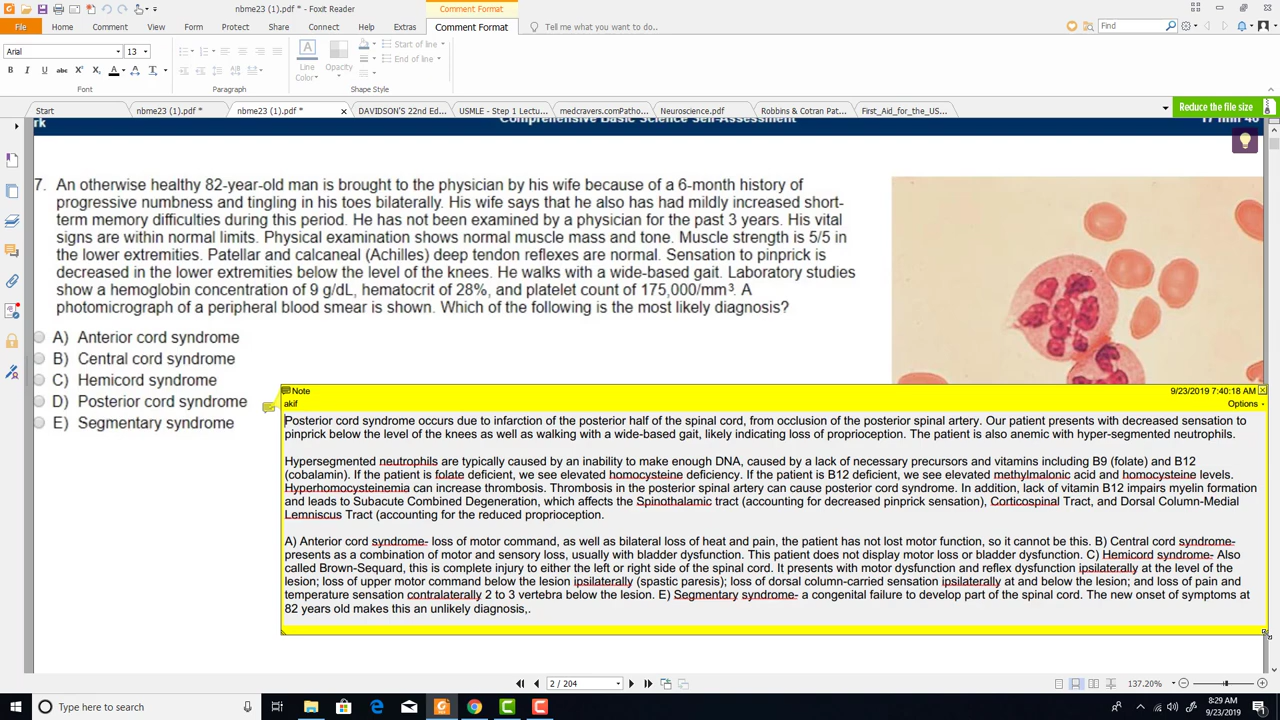 nbme23 (1).pdf * - Foxit Reader
Comment Format
File Home Comment View Form Protect Share Connect Help Extras Comment Format Tell me what you want to do... Find
Arial 13
Line Color Opacity
Start of line
End of line
Font Paragraph Shape Style
Start nbme23 (1).pdf * nbme23 (1).pdf * DAVIDSON'S 22nd Ed... USMLE - Step 1 Lectu... medcravers.comPatho... Neuroscience.pdf Robbins & Cotran Pat... First_Aid_for_the_US... Reduce the file size
rk Comprehensive Basic Science Self-Assessment
7. An otherwise healthy 82-year-old man is brought to the physician by his wife because of a 6-month history of
progressive numbness and tingling in his toes bilaterally. His wife says that he also has had mildly increased short-
term memory difficulties during this period. He has not been examined by a physician for the past 3 years. His vital
signs are within normal limits. Physical examination shows normal muscle mass and tone. Muscle strength is 5/5 in
the lower extremities. Patellar and calcaneal (Achilles) deep tendon reflexes are normal. Sensation to pinprick is
decreased in the lower extremities below the level of the knees. He walks with a wide-based gait. Laboratory studies
show a hemoglobin concentration of 9 g/dL, hematocrit of 28%, and platelet count of 175,000/mm³. A
photomicrograph of a peripheral blood smear is shown. Which of the following is the most likely diagnosis?
A) Anterior cord syndrome
B) Central cord syndrome
C) Hemicord syndrome
D) Posterior cord syndrome
E) Segmentary syndrome
Note 9/23/2019 7:40:18 AM
akif Options
Posterior cord syndrome occurs due to infarction of the posterior half of the spinal cord, from occlusion of the posterior spinal artery. Our patient presents with decreased sensation to
pinprick below the level of the knees as well as walking with a wide-based gait, likely indicating loss of proprioception. The patient is also anemic with hyper-segmented neutrophils.
Hypersegmented neutrophils are typically caused by an inability to make enough DNA, caused by a lack of necessary precursors and vitamins including B9 (folate) and B12
(cobalamin). If the patient is folate deficient, we see elevated homocysteine deficiency. If the patient is B12 deficient, we see elevated methylmalonic acid and homocysteine levels.
Hyperhomocysteinemia can increase thrombosis. Thrombosis in the posterior spinal artery can cause posterior cord syndrome. In addition, lack of vitamin B12 impairs myelin formation
and leads to Subacute Combined Degeneration, which affects the Spinothalamic tract (accounting for decreased pinprick sensation), Corticospinal Tract, and Dorsal Column-Medial
Lemniscus Tract (accounting for the reduced proprioception.
A) Anterior cord syndrome- loss of motor command, as well as bilateral loss of heat and pain, the patient has not lost motor function, so it cannot be this. B) Central cord syndrome-
presents as a combination of motor and sensory loss, usually with bladder dysfunction. This patient does not display motor loss or bladder dysfunction. C) Hemicord syndrome- Also
called Brown-Sequard, this is complete injury to either the left or right side of the spinal cord. It presents with motor dysfunction and reflex dysfunction ipsilaterally at the level of the
lesion; loss of upper motor command below the lesion ipsilaterally (spastic paresis); loss of dorsal column-carried sensation ipsilaterally at and below the lesion; and loss of pain and
temperature sensation contralaterally 2 to 3 vertebra below the lesion. E) Segmentary syndrome- a congenital failure to develop part of the spinal cord. The new onset of symptoms at
82 years old makes this an unlikely diagnosis,.
2 / 204 137.20%
Type here to search 8:29 AM
9/23/2019